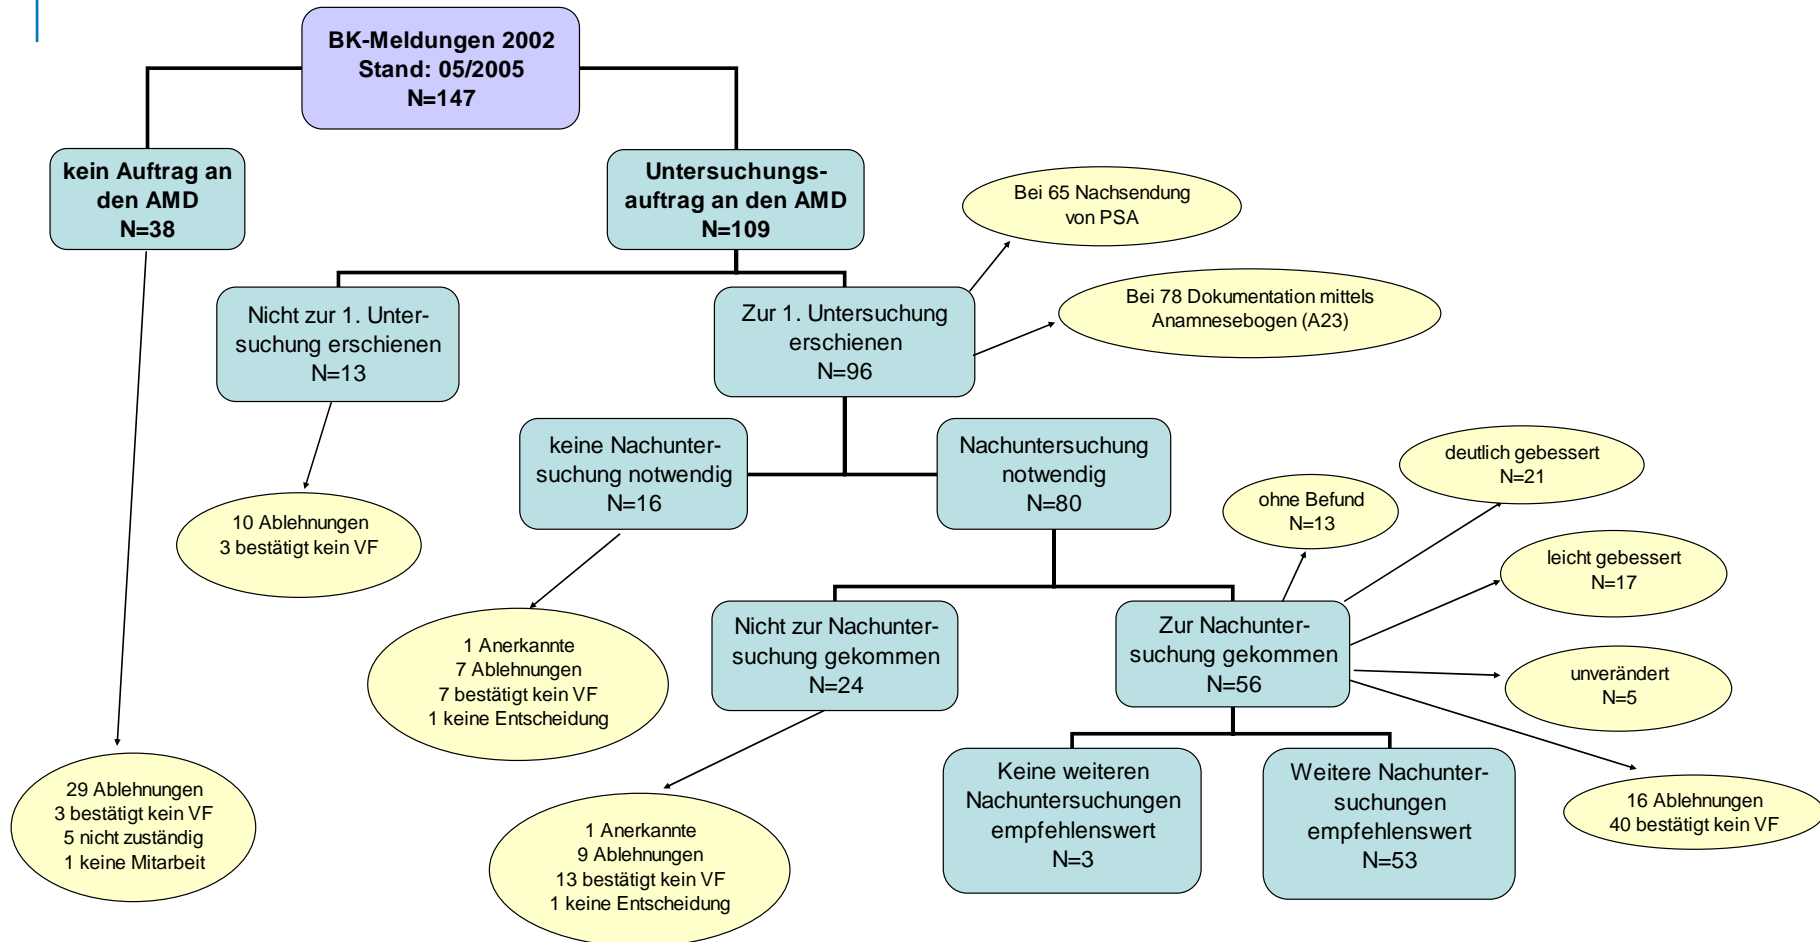 BK-Meldungen 2002
Stand: 05/2005
N=147
kein Auftrag an
den AMD
N=38
Untersuchungs-
auftrag an den AMD
N=109
Bei 65 Nachsendung
von PSA
Nicht zur 1. Unter-
suchung erschienen
N=13
Zur 1. Untersuchung
erschienen
N=96
Bei 78 Dokumentation mittels
Anamnesebogen (A23)
keine Nachunter-
suchung notwendig
N=16
Nachuntersuchung
notwendig
N=80
deutlich gebessert
N=21
ohne Befund
N=13
10 Ablehnungen
3 bestätigt kein VF
leicht gebessert
N=17
1 Anerkannte
7 Ablehnungen
7 bestätigt kein VF
1 keine Entscheidung
Nicht zur Nachunter-
suchung gekommen
N=24
Zur Nachunter-
suchung gekommen
N=56
unverändert
N=5
29 Ablehnungen
3 bestätigt kein VF
5 nicht zuständig
1 keine Mitarbeit
1 Anerkannte
9 Ablehnungen
13 bestätigt kein VF
1 keine Entscheidung
Keine weiteren
Nachuntersuchungen
empfehlenswert
N=3
Weitere Nachunter-
suchungen
empfehlenswert
N=53
16 Ablehnungen
40 bestätigt kein VF